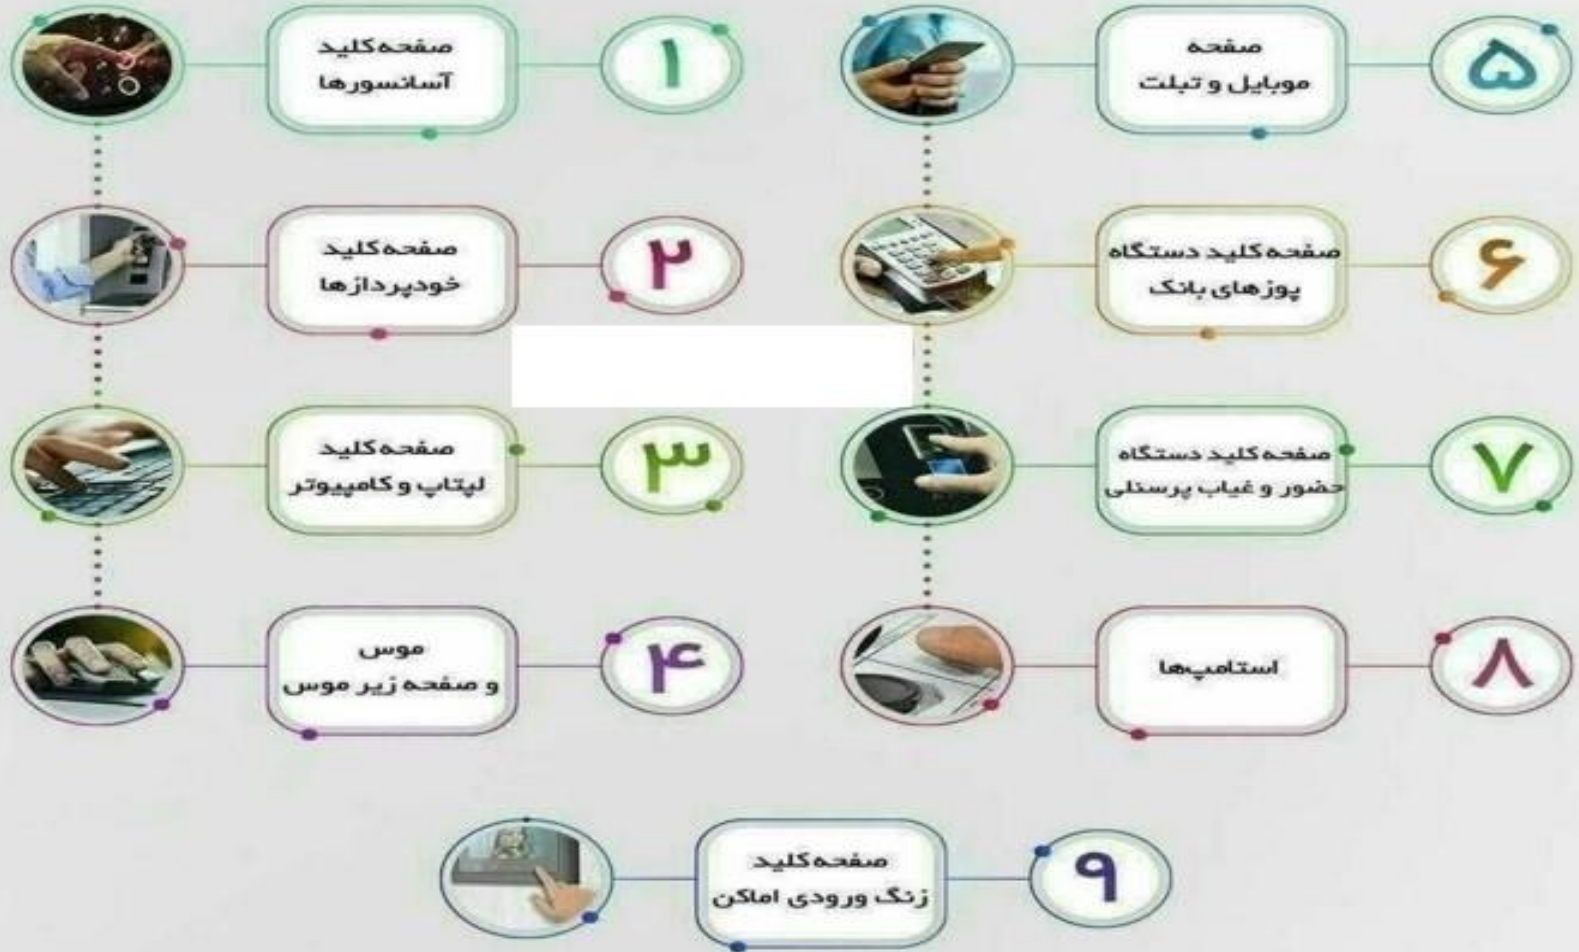 ۱
صفحه‌کلید
آسانسورها
۲
صفحه‌کلید
خودپردازها
۳
صفحه‌کلید
لپتاپ و کامپیوتر
۴
موس
و صفحه زیر موس
۵
صفحه
موبایل و تبلت
۶
صفحه کلید دستگاه
پوزهای بانک
۷
صفحه کلید دستگاه
حضور و غیاب پرسنلی
۸
استامپ‌ها
۹
صفحه‌کلید
زنگ ورودی اماکن